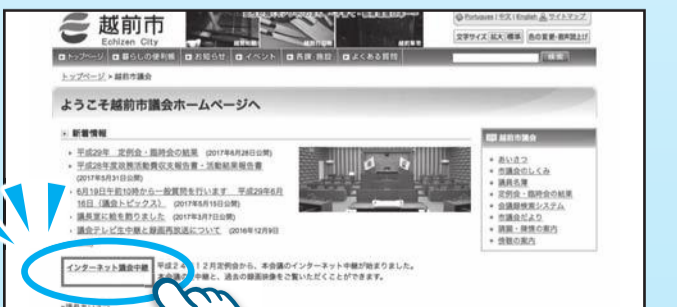 越前市
Echizen City
Portugues | 中文 | English サイトマップ
文字サイズ 拡大 標準 色の変更・音声読上げ
トップページ 暮らしの便利帳 お知らせ イベント 各課・施設 よくある質問 検索
トップページ > 越前市議会
ようこそ越前市議会ホームページへ
新着情報
平成29年 定例会・臨時会の結果 (2017年6月28日公開)
平成28年度政務活動費収支報告書・活動結果報告書
(2017年5月31日公開)
6月19日午前10時から一般質問を行います 平成29年6月
16日(議会トピックス) (2017年6月15日公開)
議長室に絵を飾りました (2017年3月7日公開)
議会テレビ生中継と録画再放送について (2016年12月9日
越前市議会
あいさつ
市議会のしくみ
議員名簿
定例会・臨時会の結果
会議録検索システム
市議会だより
請願・陳情の案内
傍聴の案内
インターネット議会中継
平成24年12月定例会から、本会議のインターネット中継が始まりました。
本会議の生中継と、過去の録画映像をご覧いただくことができます。